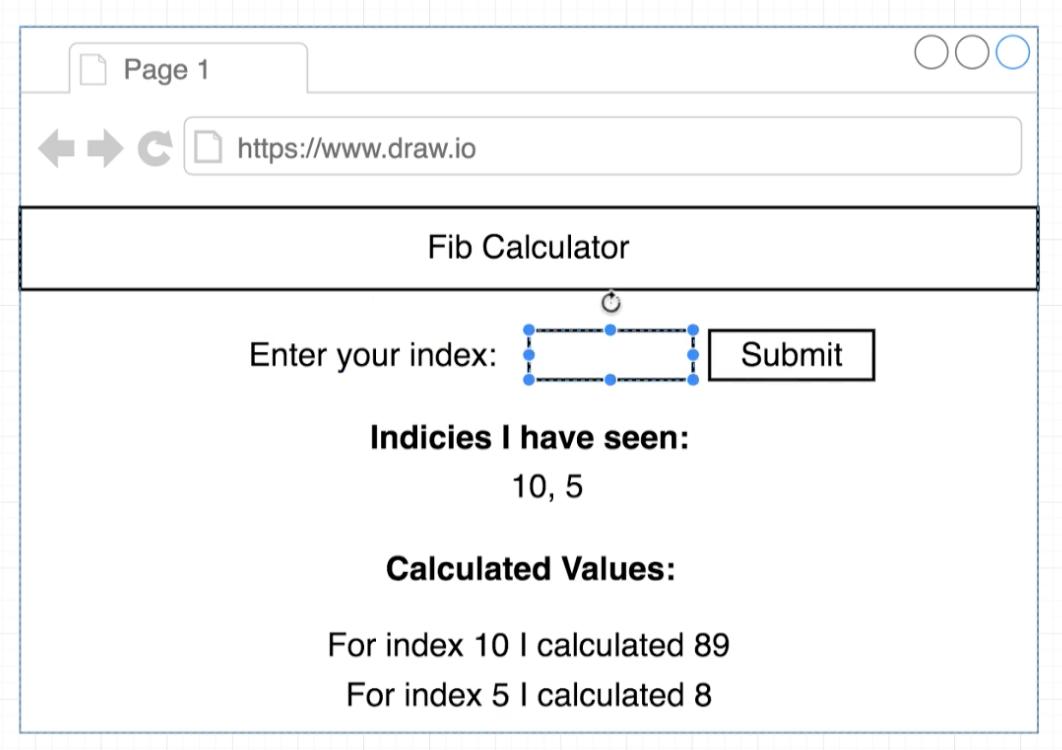 Page 1
https://www.draw.io
Fib Calculator
Enter your index: Submit
Indicies I have seen:
10, 5
Calculated Values:
For index 10 I calculated 89
For index 5 I calculated 8